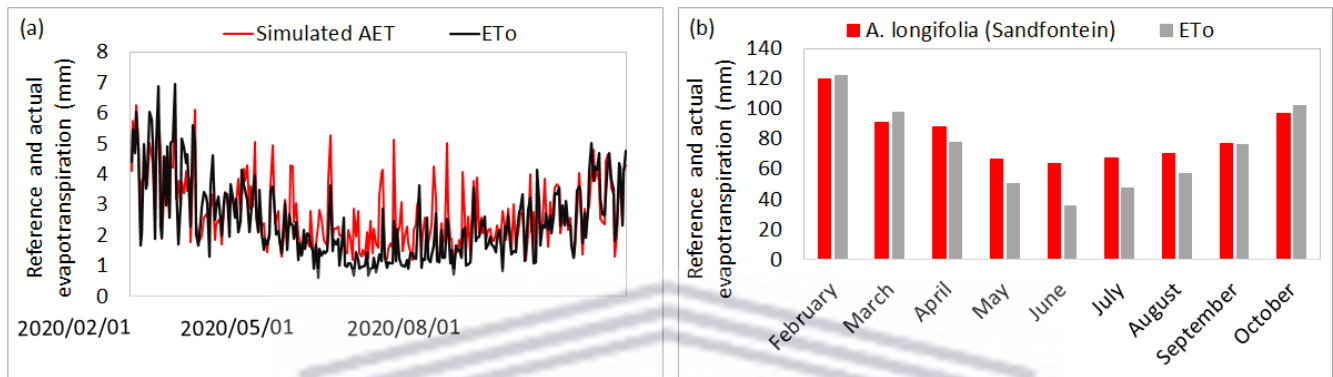 (a)
Simulated AET
ETo
Reference and actual
evapotranspiration (mm)
8
7
6
5
4
3
2
1
0
2020/02/01
2020/05/01
2020/08/01
(b)
A. longifolia (Sandfontein)
ETo
Reference and actual
evapotranspiration (mm)
140
120
100
80
60
40
20
0
February
March
April
May
June
July
August
September
October